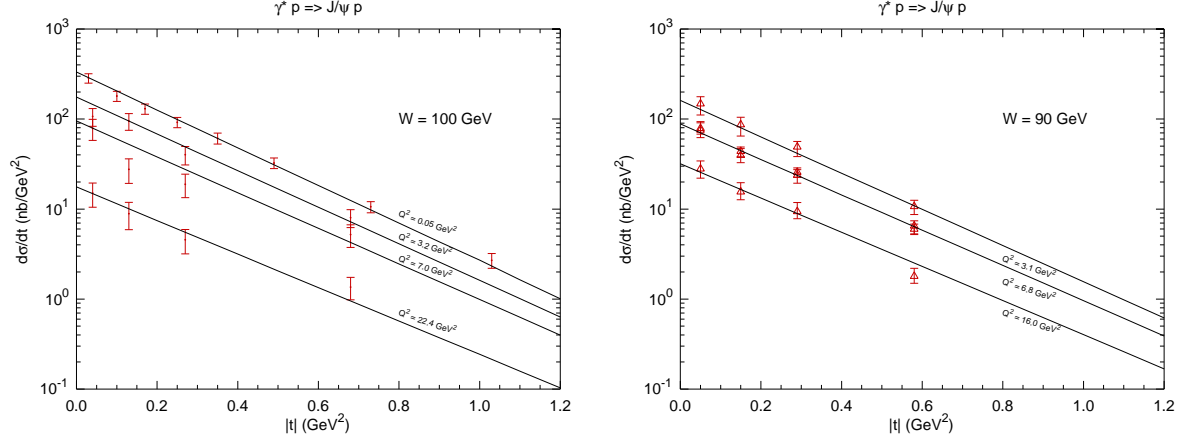 γ* p => J/ψ p
10³
10²
10¹
10⁰
10⁻¹
dσ/dt (nb/GeV²)
W = 100 GeV
Q² = 0.05 GeV²
Q² = 3.2 GeV²
Q² = 7.0 GeV²
Q² = 22.4 GeV²
0.0 0.2 0.4 0.6 0.8 1.0 1.2
|t| (GeV²)
γ* p => J/ψ p
10³
10²
10¹
10⁰
10⁻¹
dσ/dt (nb/GeV²)
W = 90 GeV
Q² = 3.1 GeV²
Q² = 6.8 GeV²
Q² = 16.0 GeV²
0.0 0.2 0.4 0.6 0.8 1.0 1.2
|t| (GeV²)